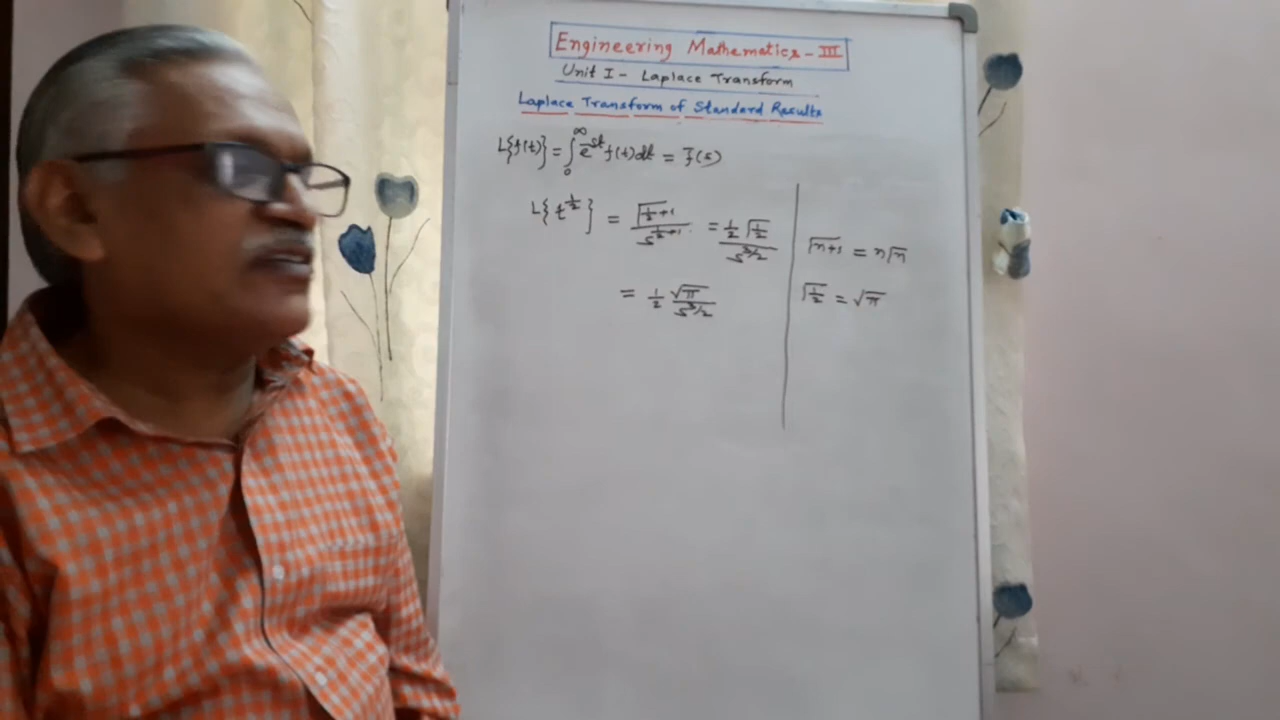 Engineering Mathematics - III
Unit I - Laplace Transform
Laplace Transform of Standard Results
L{f(t)} = ∫₀^∞ e^{-st} f(t) dt = f̄(s)
L{t^{1/2}} = Γ(1/2+1) / s^{1/2+1} = 1/2 Γ(1/2) / s^{3/2}
= 1/2 √π / s^{3/2}
Γ(n+1) = nΓ(n)
Γ(1/2) = √π